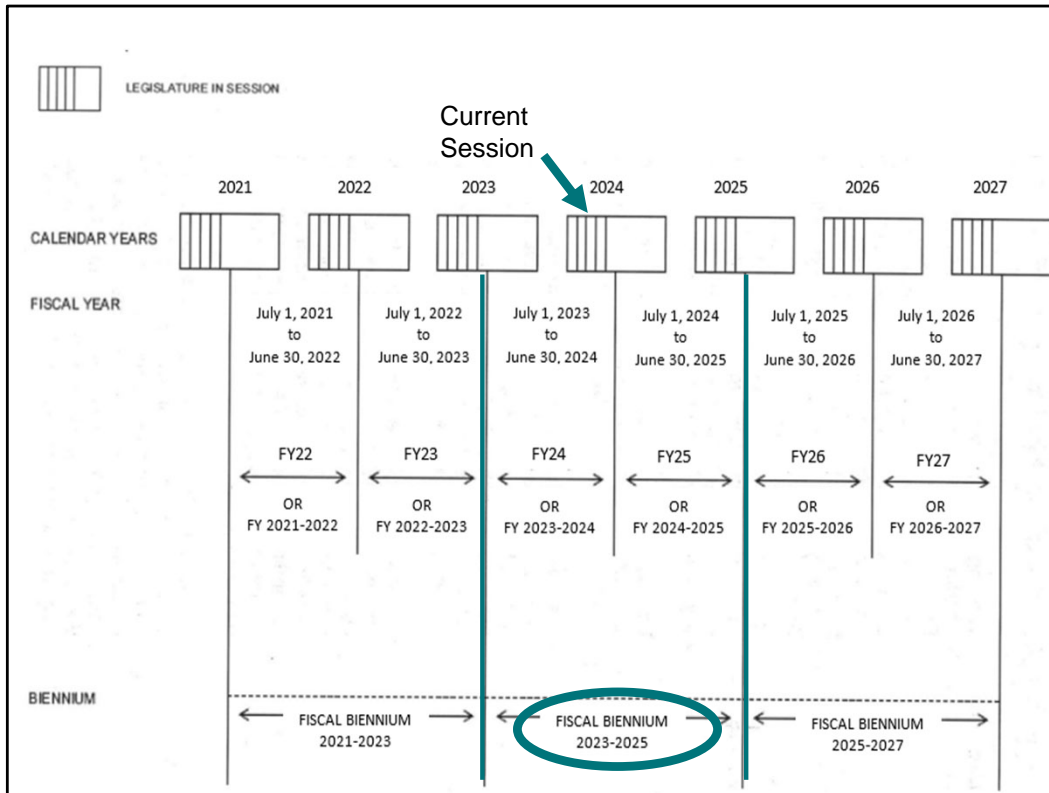 LEGISLATURE IN SESSION
Current
Session
2021 2022 2023 2024 2025 2026 2027
CALENDAR YEARS
FISCAL YEAR
July 1, 2021 July 1, 2022 July 1, 2023 July 1, 2024 July 1, 2025 July 1, 2026
to to to to to to
June 30, 2022 June 30, 2023 June 30, 2024 June 30, 2025 June 30, 2026 June 30, 2027
FY22 FY23 FY24 FY25 FY26 FY27
OR OR OR OR OR OR
FY 2021-2022 FY 2022-2023 FY 2023-2024 FY 2024-2025 FY 2025-2026 FY 2026-2027
BIENNIUM
FISCAL BIENNIUM FISCAL BIENNIUM FISCAL BIENNIUM
2021-2023 2023-2025 2025-2027